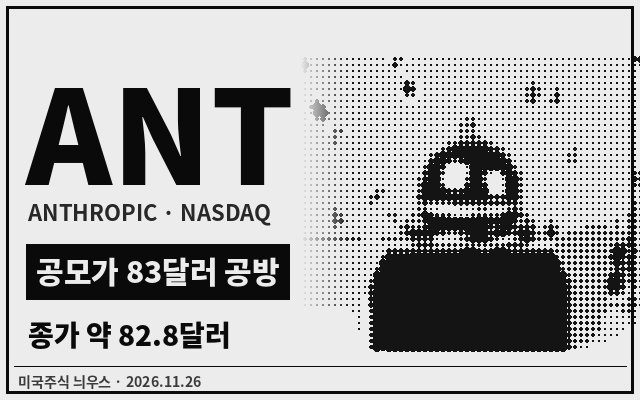 ANT
ANTHROPIC · NASDAQ
공모가 83달러 공방
종가 약 82.8달러
미국주식 늬우스 · 2026.11.26